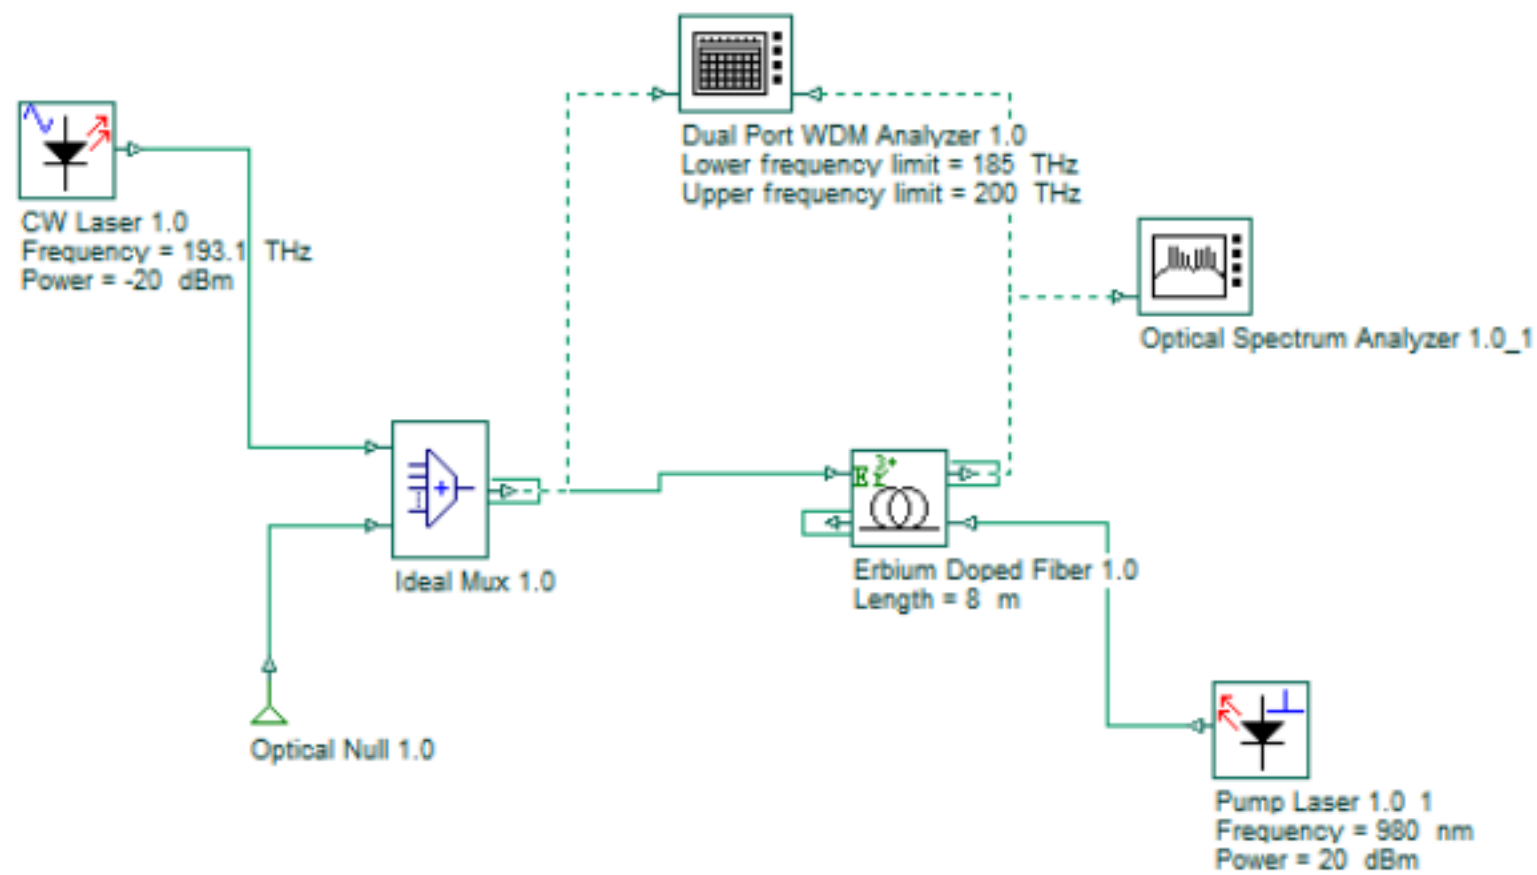 Dual Port WDM Analyzer 1.0
Lower frequency limit = 185 THz
Upper frequency limit = 200 THz
CW Laser 1.0
Frequency = 193.1 THz
Power = -20 dBm
Optical Spectrum Analyzer 1.0_1
Ideal Mux 1.0
E 3+
Erbium Doped Fiber 1.0
Length = 8 m
Optical Null 1.0
Pump Laser 1.0 1
Frequency = 980 nm
Power = 20 dBm